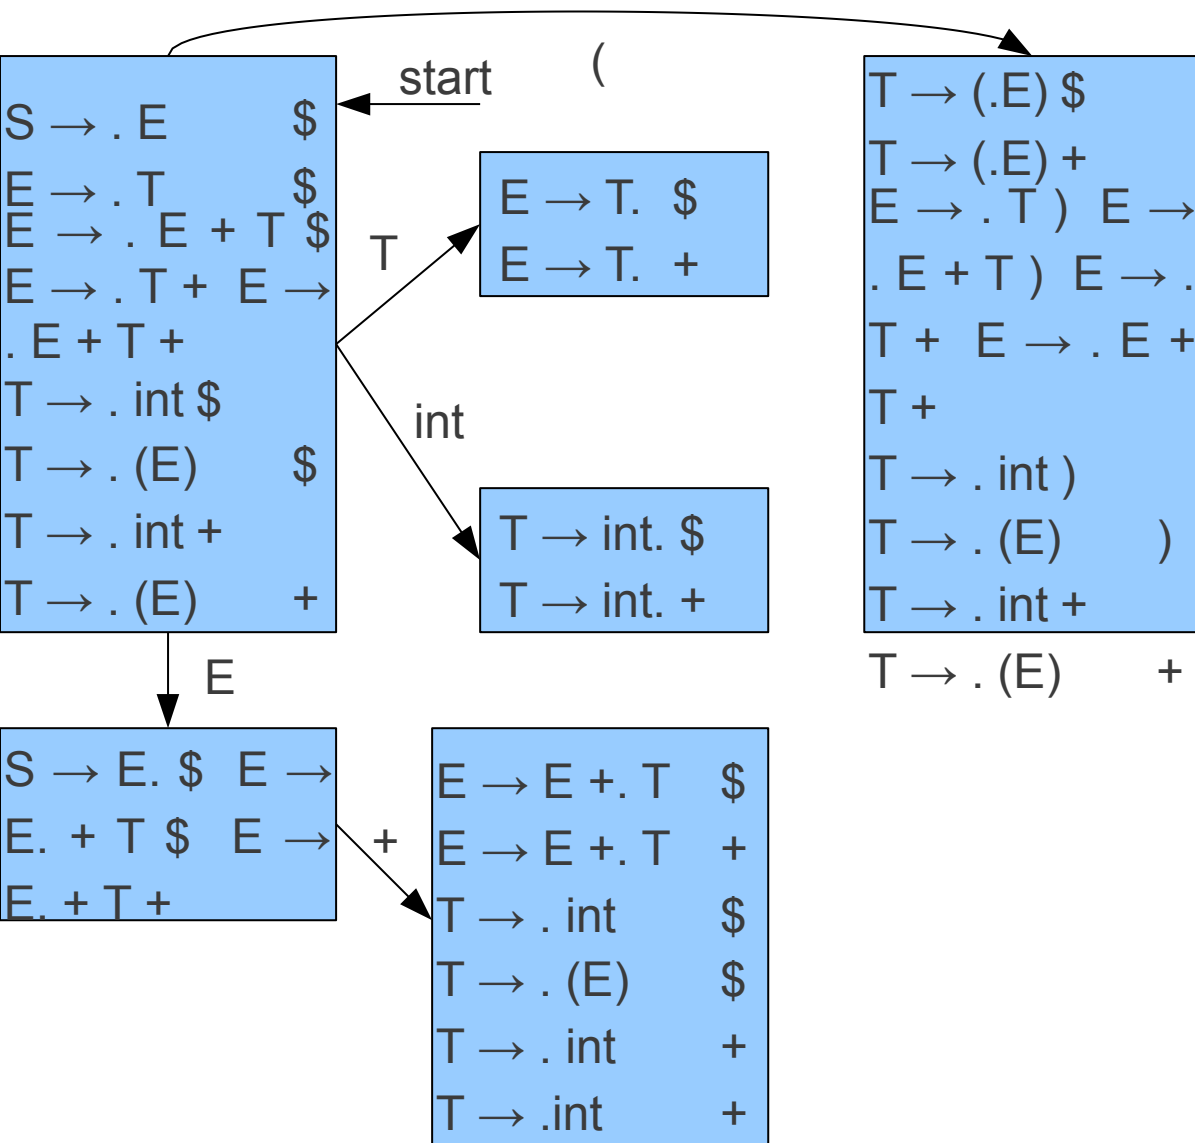 (
start
S → . E $
E → . T $
E → . E + T $
E → . T + E →
. E + T +
T → . int $
T → . (E) $
T → . int +
T → . (E) +
T
E → T. $
E → T. +
int
T → int. $
T → int. +
T → (.E) $
T → (.E) +
E → . T ) E →
. E + T ) E → .
T + E → . E +
T +
T → . int )
T → . (E) )
T → . int +
T → . (E) +
E
S → E. $ E →
E. + T $ E →
E. + T +
+
E → E +. T $
E → E +. T +
T → . int $
T → . (E) $
T → . int +
T → .int +